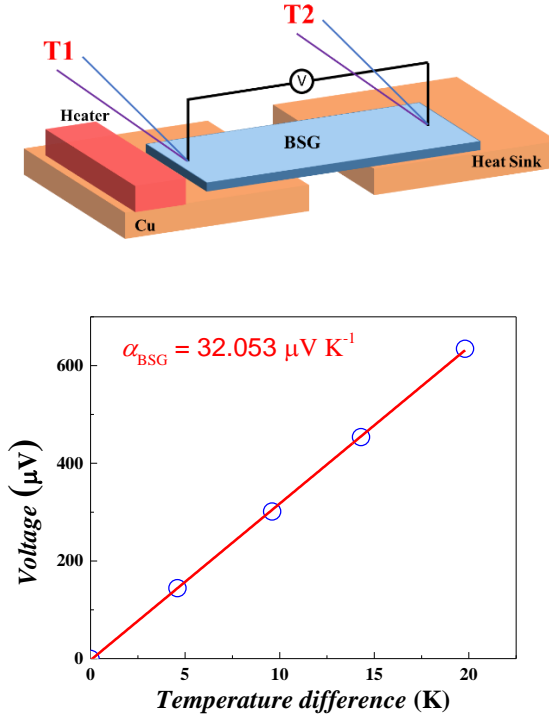 T1
T2
V
Heater
BSG
Heat Sink
Cu
α_BSG = 32.053 μV K⁻¹
600
400
200
0
0 5 10 15 20
Voltage (μV)
Temperature difference (K)